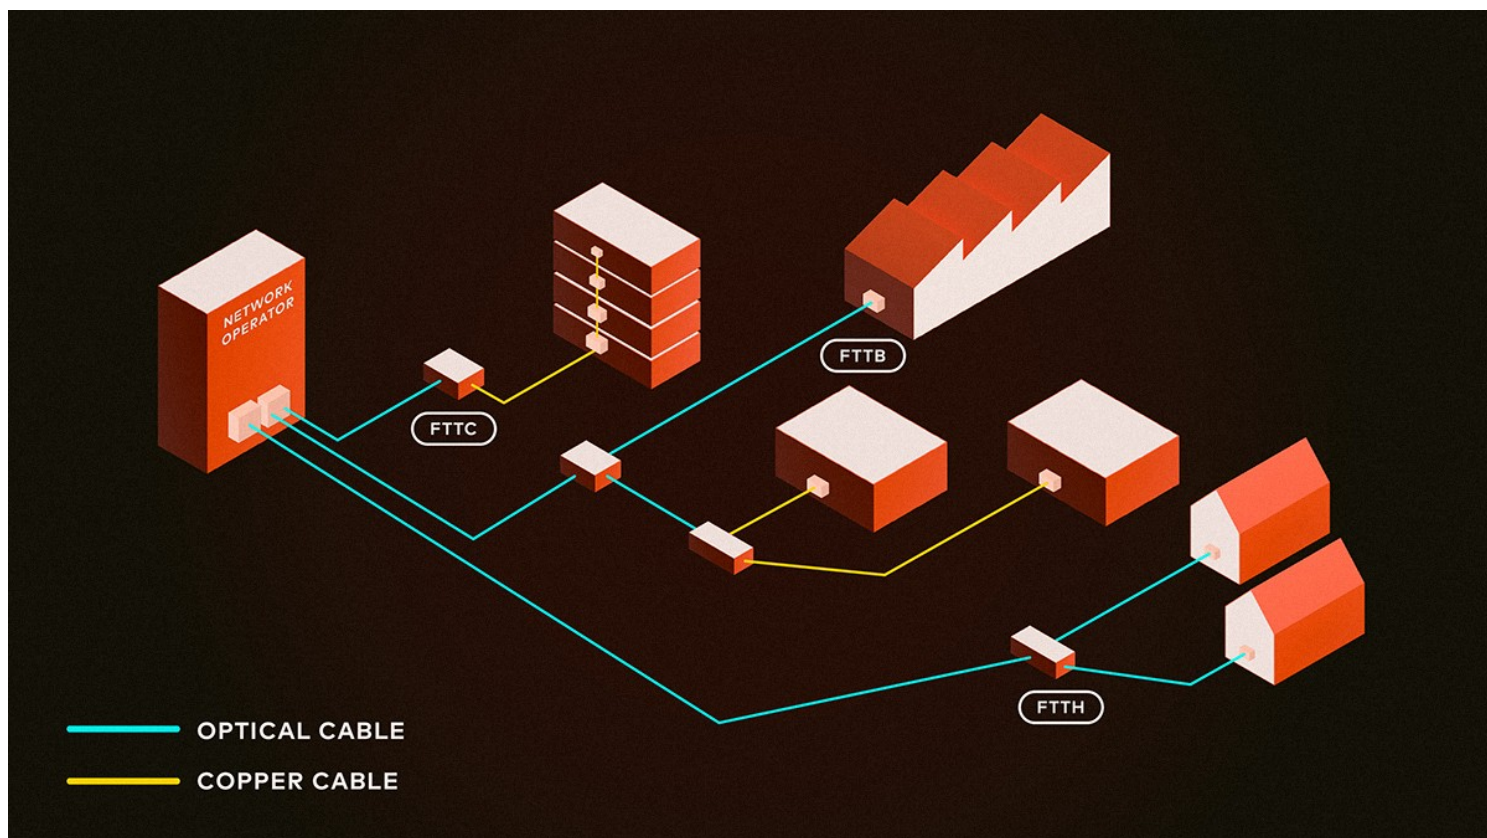 NETWORK
OPERATOR
FTTC
FTTB
FTTH
OPTICAL CABLE
COPPER CABLE